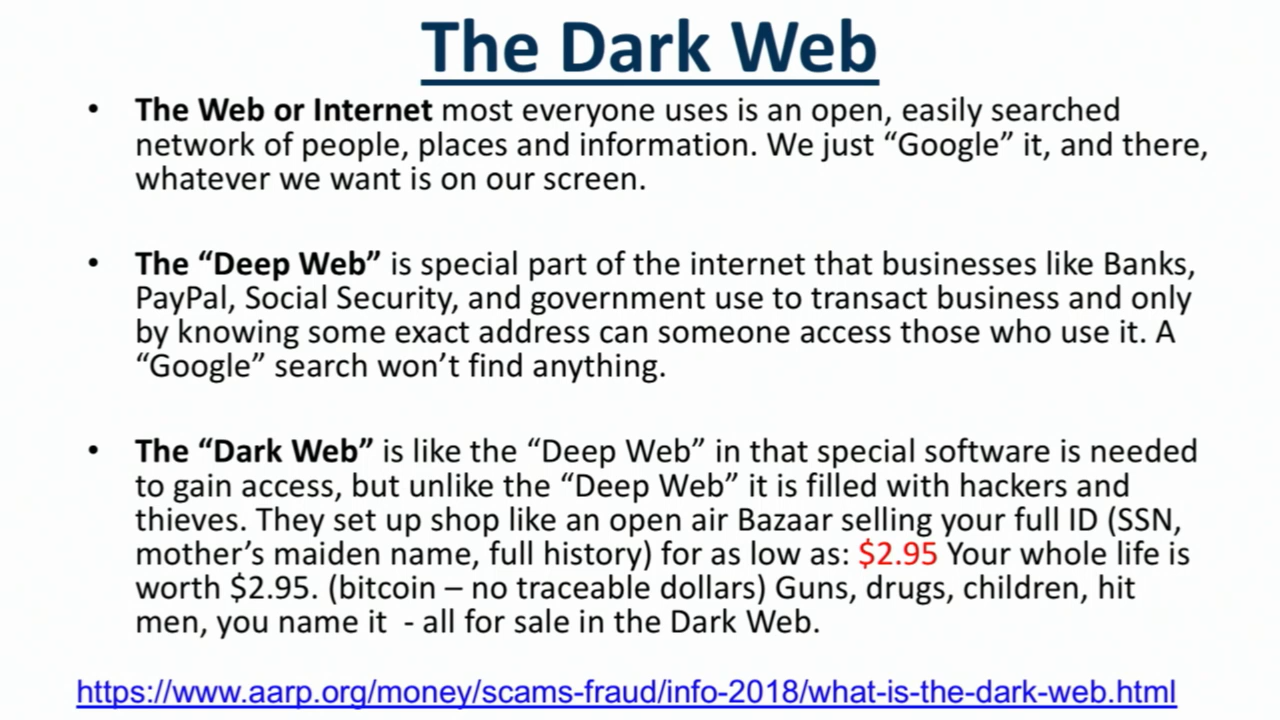 The Dark Web
• The Web or Internet most everyone uses is an open, easily searched
network of people, places and information. We just “Google” it, and there,
whatever we want is on our screen.
• The “Deep Web” is special part of the internet that businesses like Banks,
PayPal, Social Security, and government use to transact business and only
by knowing some exact address can someone access those who use it. A
“Google” search won’t find anything.
• The “Dark Web” is like the “Deep Web” in that special software is needed
to gain access, but unlike the “Deep Web” it is filled with hackers and
thieves. They set up shop like an open air Bazaar selling your full ID (SSN,
mother’s maiden name, full history) for as low as: $2.95 Your whole life is
worth $2.95. (bitcoin – no traceable dollars) Guns, drugs, children, hit
men, you name it - all for sale in the Dark Web.
https://www.aarp.org/money/scams-fraud/info-2018/what-is-the-dark-web.html